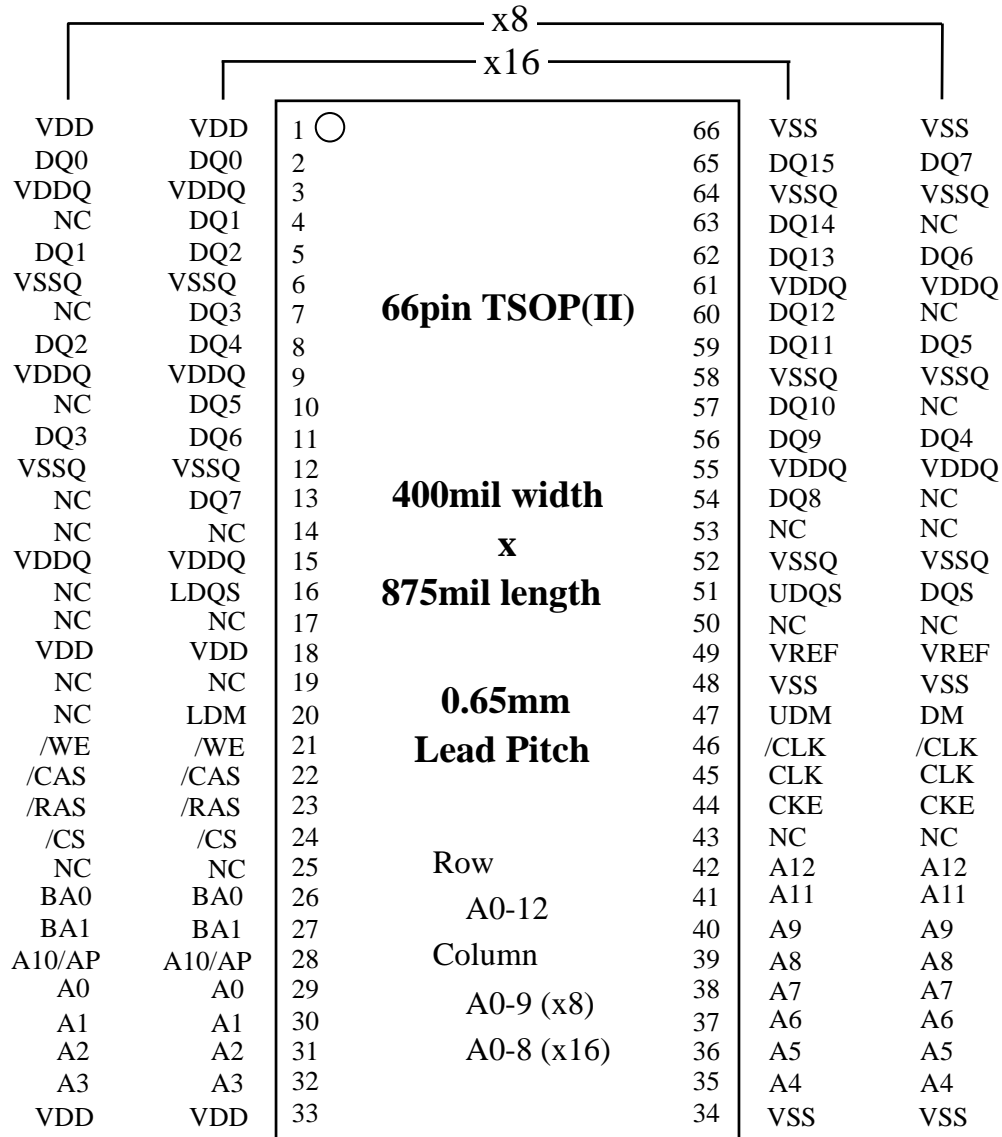 x8
x16
VDD VDD 1 66 VSS VSS
DQ0 DQ0 2 65 DQ15 DQ7
VDDQ VDDQ 3 64 VSSQ VSSQ
NC DQ1 4 63 DQ14 NC
DQ1 DQ2 5 62 DQ13 DQ6
VSSQ VSSQ 6 61 VDDQ VDDQ
66pin TSOP(II)
NC DQ3 7 60 DQ12 NC
DQ2 DQ4 8 59 DQ11 DQ5
VDDQ VDDQ 9 58 VSSQ VSSQ
NC DQ5 10 57 DQ10 NC
DQ3 DQ6 11 56 DQ9 DQ4
VSSQ VSSQ 12 55 VDDQ VDDQ
NC DQ7 13 400mil width 54 DQ8 NC
NC NC 14 53 NC NC
x
VDDQ VDDQ 15 52 VSSQ VSSQ
NC LDQS 16 875mil length 51 UDQS DQS
NC NC 17 50 NC NC
VDD VDD 18 49 VREF VREF
NC NC 19 48 VSS VSS
0.65mm
NC LDM 20 47 UDM DM
/WE /WE 21 Lead Pitch 46 /CLK /CLK
/CAS /CAS 22 45 CLK CLK
/RAS /RAS 23 44 CKE CKE
/CS /CS 24 43 NC NC
NC NC 25 Row 42 A12 A12
BA0 BA0 26 A0-12 41 A11 A11
BA1 BA1 27 40 A9 A9
A10/AP A10/AP 28 Column 39 A8 A8
A0 A0 29 A0-9 (x8) 38 A7 A7
A1 A1 30 37 A6 A6
A2 A2 31 A0-8 (x16) 36 A5 A5
A3 A3 32 35 A4 A4
VDD VDD 33 34 VSS VSS